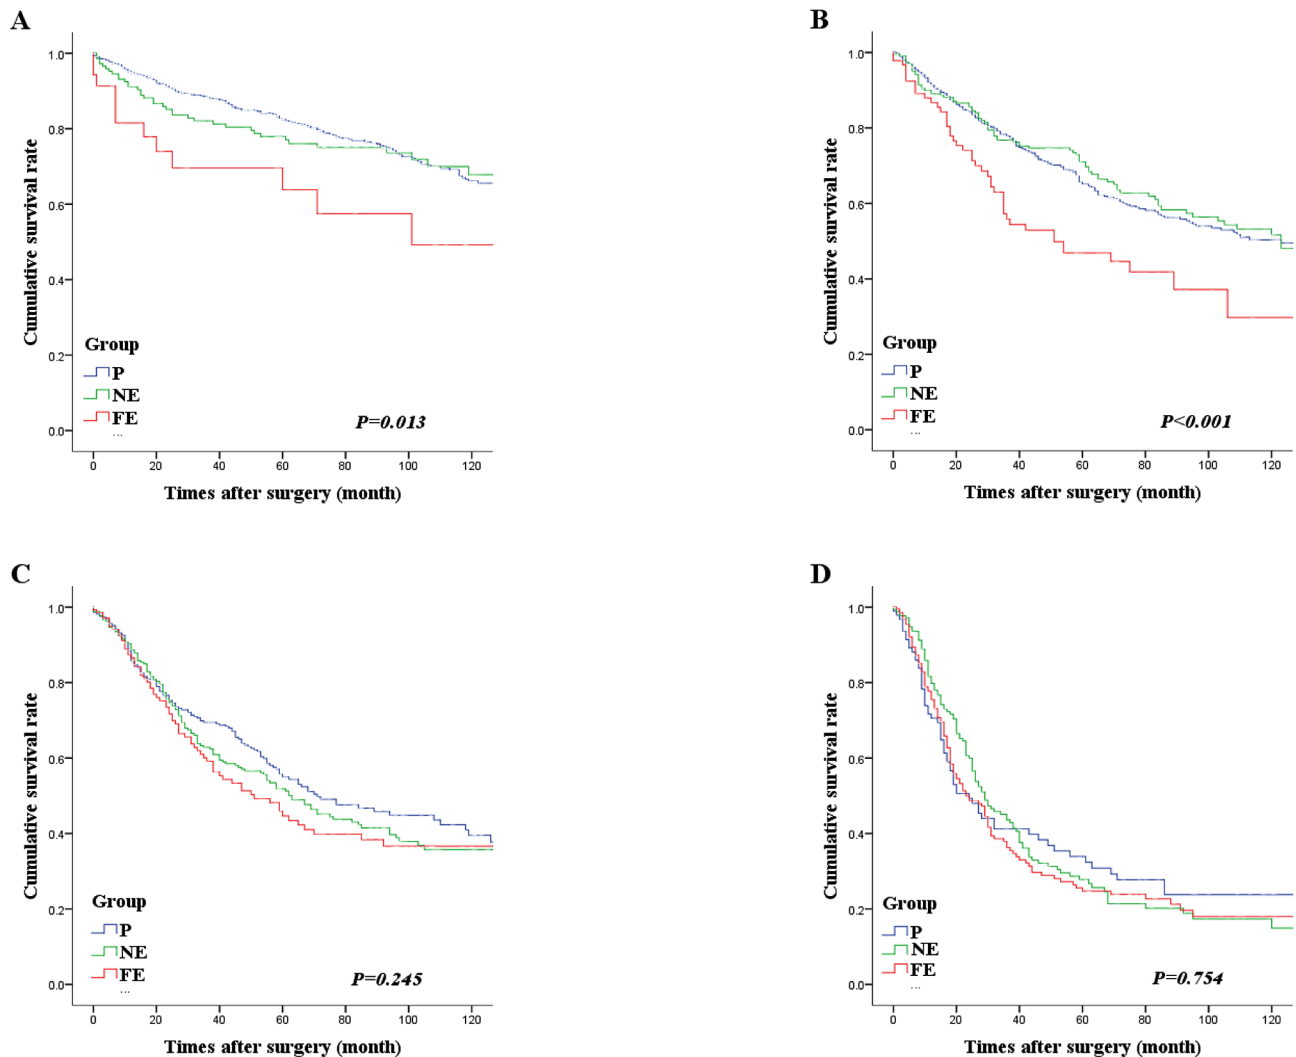 A
Cumulative survival rate
1.0
0.8
0.6
0.4
0.2
0.0
Group
P
NE
FE
...
P=0.013
0 20 40 60 80 100 120
Times after surgery (month)
B
Cumulative survival rate
1.0
0.8
0.6
0.4
0.2
0.0
Group
P
NE
FE
...
P<0.001
0 20 40 60 80 100 120
Times after surgery (month)
C
Cumulative survival rate
1.0
0.8
0.6
0.4
0.2
0.0
Group
P
NE
FE
...
P=0.245
0 20 40 60 80 100 120
Times after surgery (month)
D
Cumulative survival rate
1.0
0.8
0.6
0.4
0.2
0.0
Group
P
NE
FE
...
P=0.754
0 20 40 60 80 100 120
Times after surgery (month)